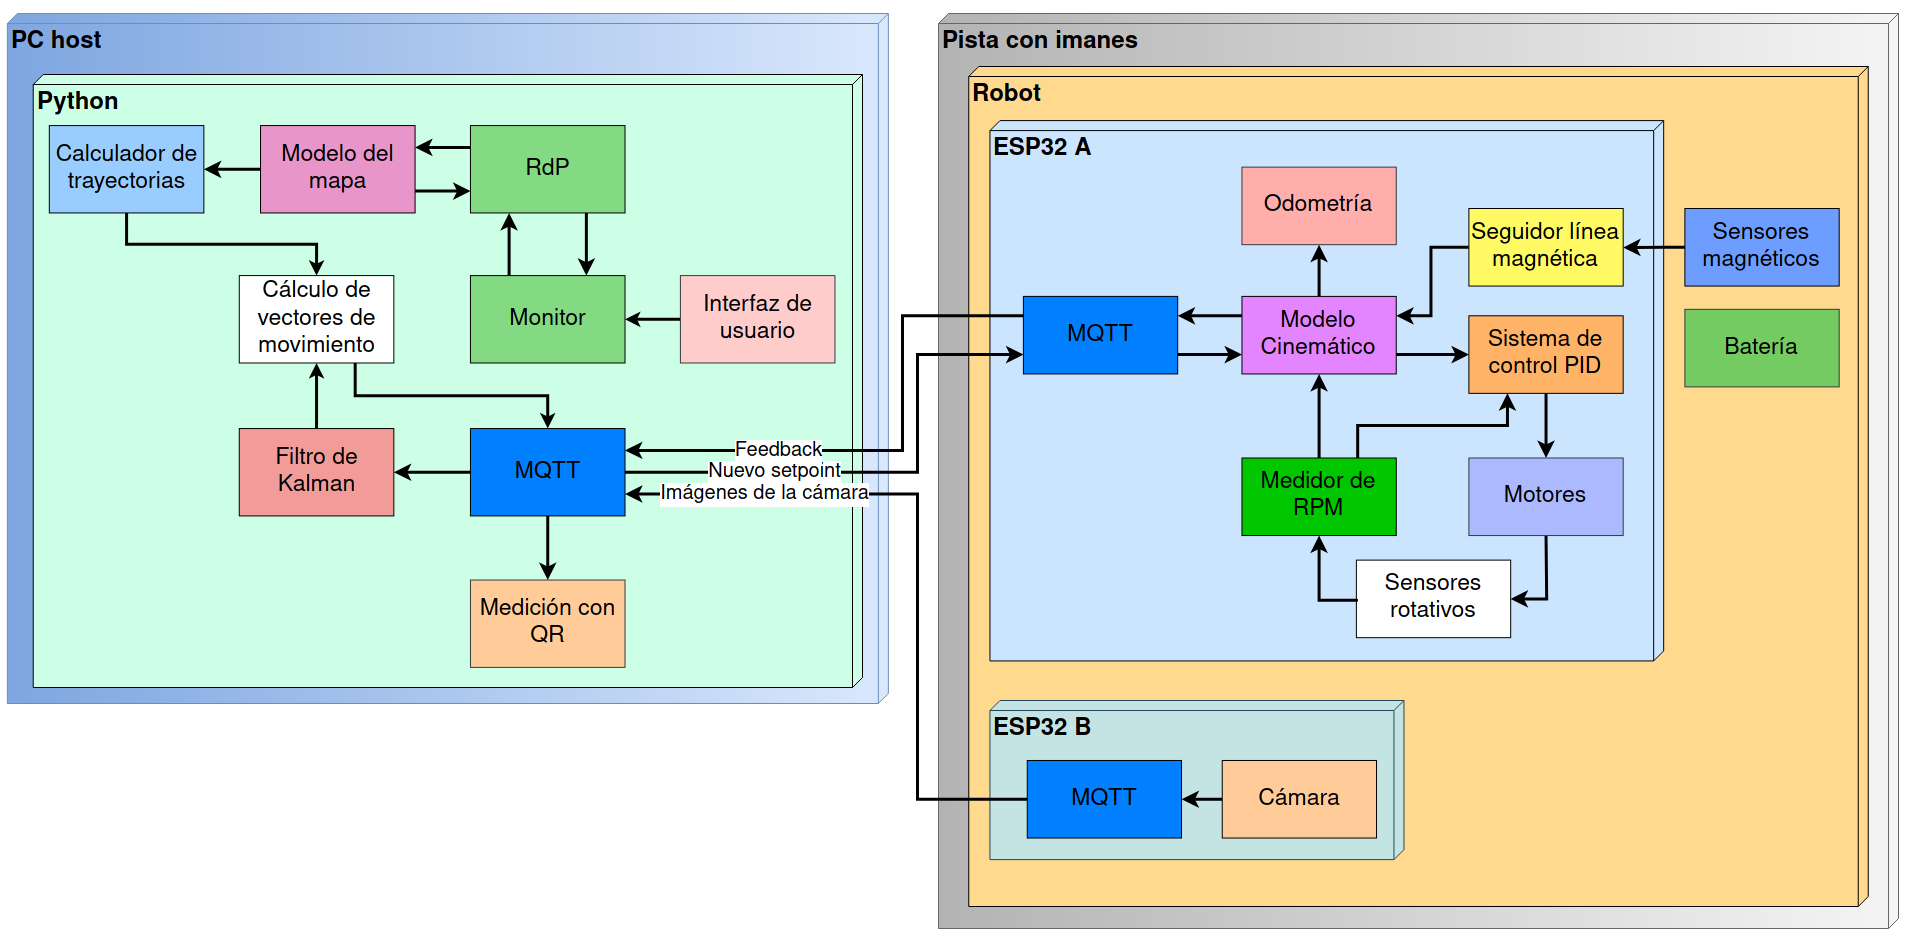 PC host
Python
Calculador de
trayectorias
Modelo del
mapa
RdP
Cálculo de
vectores de
movimiento
Monitor
Interfaz de
usuario
Filtro de
Kalman
MQTT
Feedback
Nuevo setpoint
Imágenes de la cámara
Medición con
QR
Pista con imanes
Robot
ESP32 A
Odometría
Seguidor línea
magnética
Sensores
magnéticos
MQTT
Modelo
Cinemático
Sistema de
control PID
Batería
Medidor de
RPM
Motores
Sensores
rotativos
ESP32 B
MQTT
Cámara